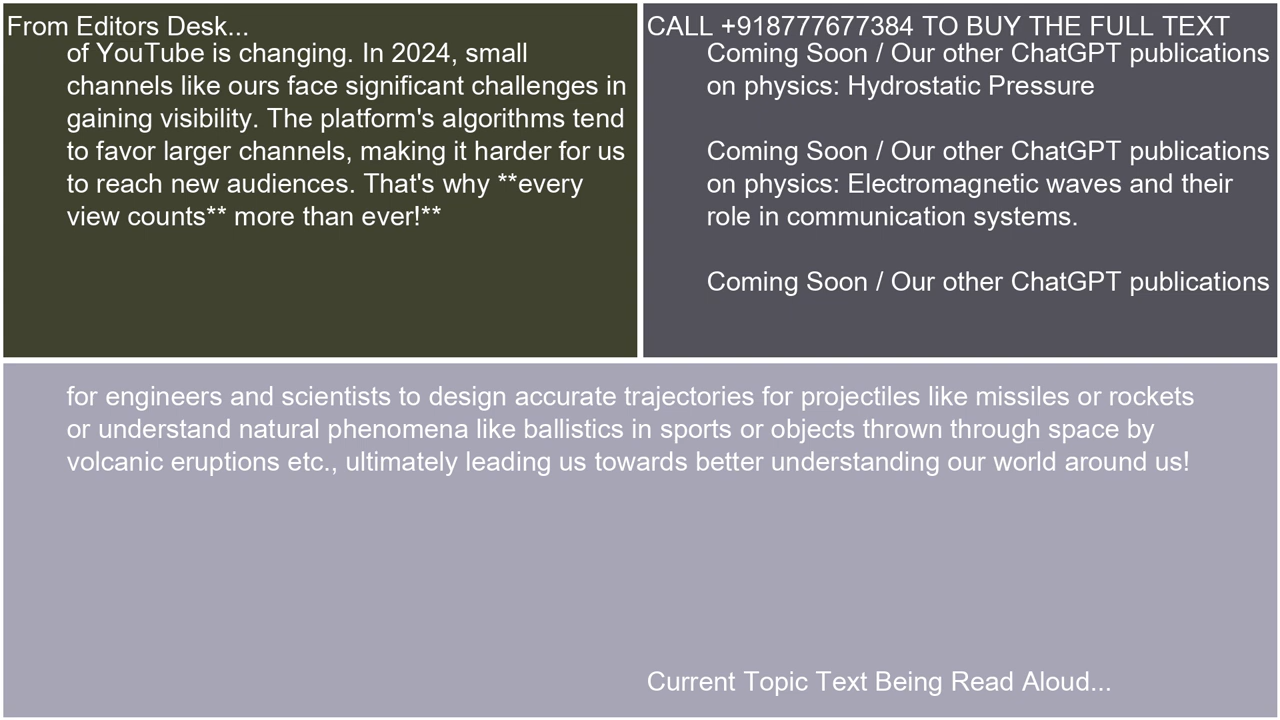 From Editors Desk...
of YouTube is changing. In 2024, small
channels like ours face significant challenges in
gaining visibility. The platform's algorithms tend
to favor larger channels, making it harder for us
to reach new audiences. That's why **every
view counts** more than ever!**
CALL +918777677384 TO BUY THE FULL TEXT
Coming Soon / Our other ChatGPT publications
on physics: Hydrostatic Pressure
Coming Soon / Our other ChatGPT publications
on physics: Electromagnetic waves and their
role in communication systems.
Coming Soon / Our other ChatGPT publications
for engineers and scientists to design accurate trajectories for projectiles like missiles or rockets
or understand natural phenomena like ballistics in sports or objects thrown through space by
volcanic eruptions etc., ultimately leading us towards better understanding our world around us!
Current Topic Text Being Read Aloud...